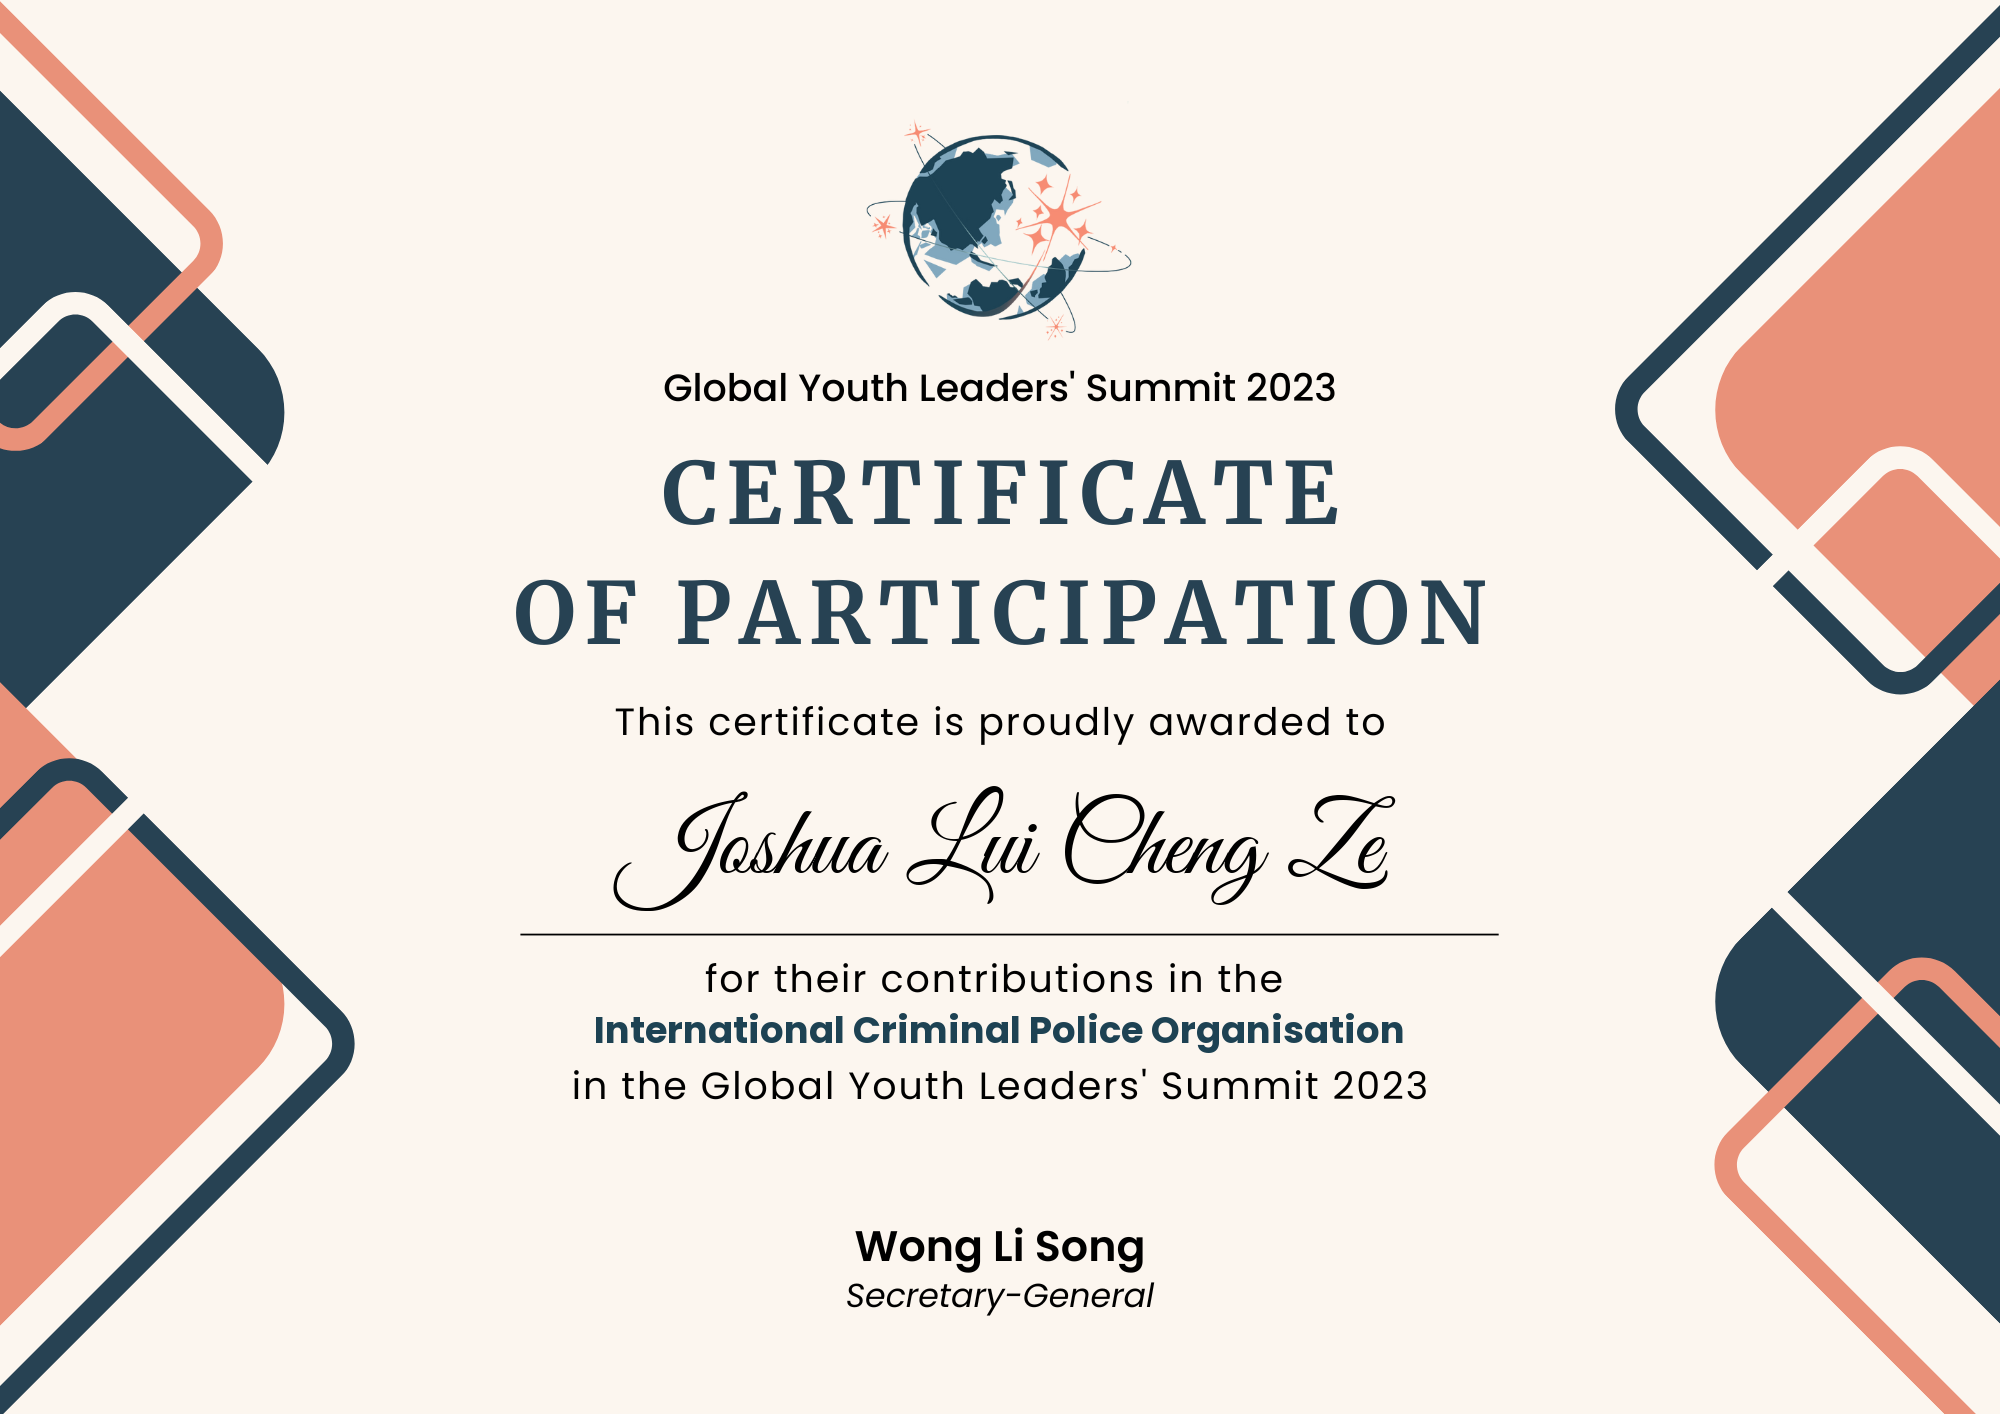 Global Youth Leaders' Summit 2023
CERTIFICATE
OF PARTICIPATION
This certificate is proudly awarded to
Joshua Lui Cheng Ze
for their contributions in the
International Criminal Police Organisation
in the Global Youth Leaders' Summit 2023
Wong Li Song
Secretary-General